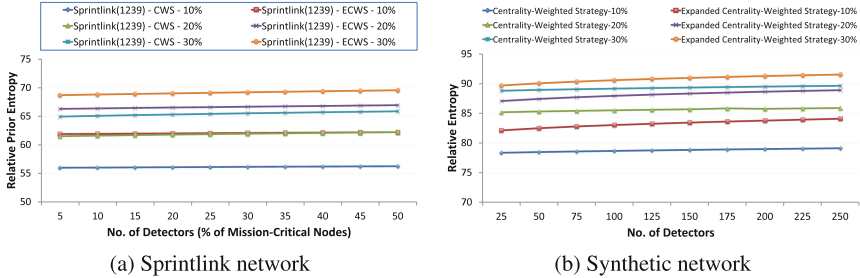 Sprintlink(1239) - CWS - 10%
Sprintlink(1239) - ECWS - 10%
Sprintlink(1239) - CWS - 20%
Sprintlink(1239) - ECWS - 20%
Sprintlink(1239) - CWS - 30%
Sprintlink(1239) - ECWS - 30%
Relative Prior Entropy
75
70
65
60
55
50
5 10 15 20 25 30 35 40 45 50
No. of Detectors (% of Mission-Critical Nodes)
(a) Sprintlink network
Centrality-Weighted Strategy-10%
Expanded Centrality-Weighted Strategy-10%
Centrality-Weighted Strategy-20%
Expanded Centrality-Weighted Strategy-20%
Centrality-Weighted Strategy-30%
Expanded Centrality-Weighted Strategy-30%
Relative Entropy
95
90
85
80
75
70
25 50 75 100 125 150 175 200 225 250
No. of Detectors
(b) Synthetic network